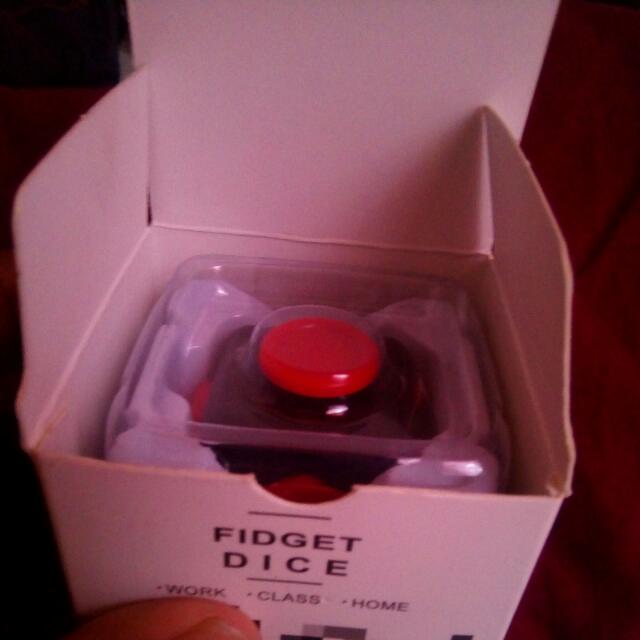 FIDGET
DICE
·WORK ·CLASS ·HOME